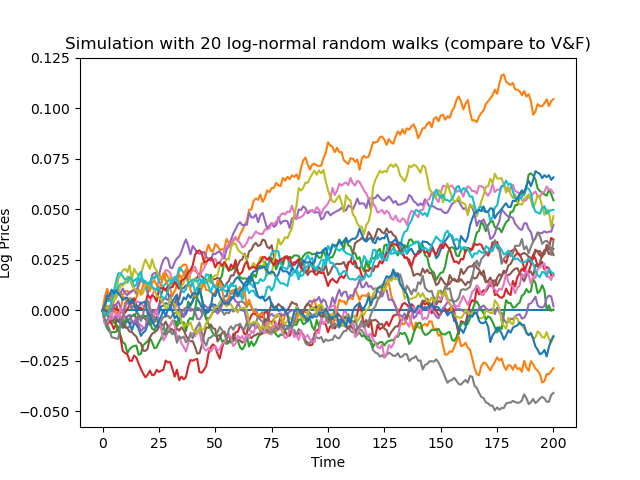 Simulation with 20 log-normal random walks (compare to V&F)
0.125
0.100
0.075
0.050
0.025
0.000
−0.025
−0.050
Log Prices
0 25 50 75 100 125 150 175 200
Time